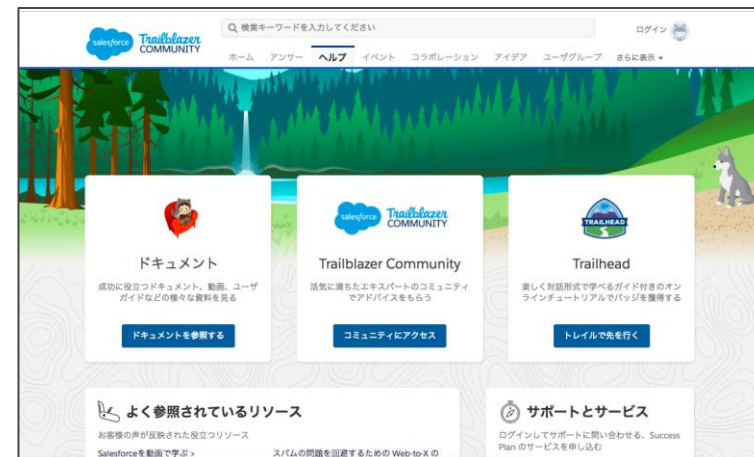 salesforce
Trailblazer
COMMUNITY
検索キーワードを入力してください
ログイン
ホーム アンサー ヘルプ イベント コラボレーション アイデア ユーザグループ さらに表示
ドキュメント
成功に役立つドキュメント、動画、ユーザ
ガイドなどの様々な資料を見る
ドキュメントを参照する
salesforce
Trailblazer
COMMUNITY
Trailblazer Community
活気に満ちたエキスパートのコミュニティ
でアドバイスをもらう
コミュニティにアクセス
TRAILHEAD
Trailhead
楽しく対話形式で学べるガイド付きのオン
ラインチュートリアルでバッジを獲得する
トレイルで先を行く
よく参照されているリソース
お客様の声が反映された役立つリソース
Salesforceを動画で学ぶ ›
スパムの問題を回避するための Web-to-X の
サポートとサービス
ログインしてサポートに問い合わせる、Success
Plan のサービスを申し込む